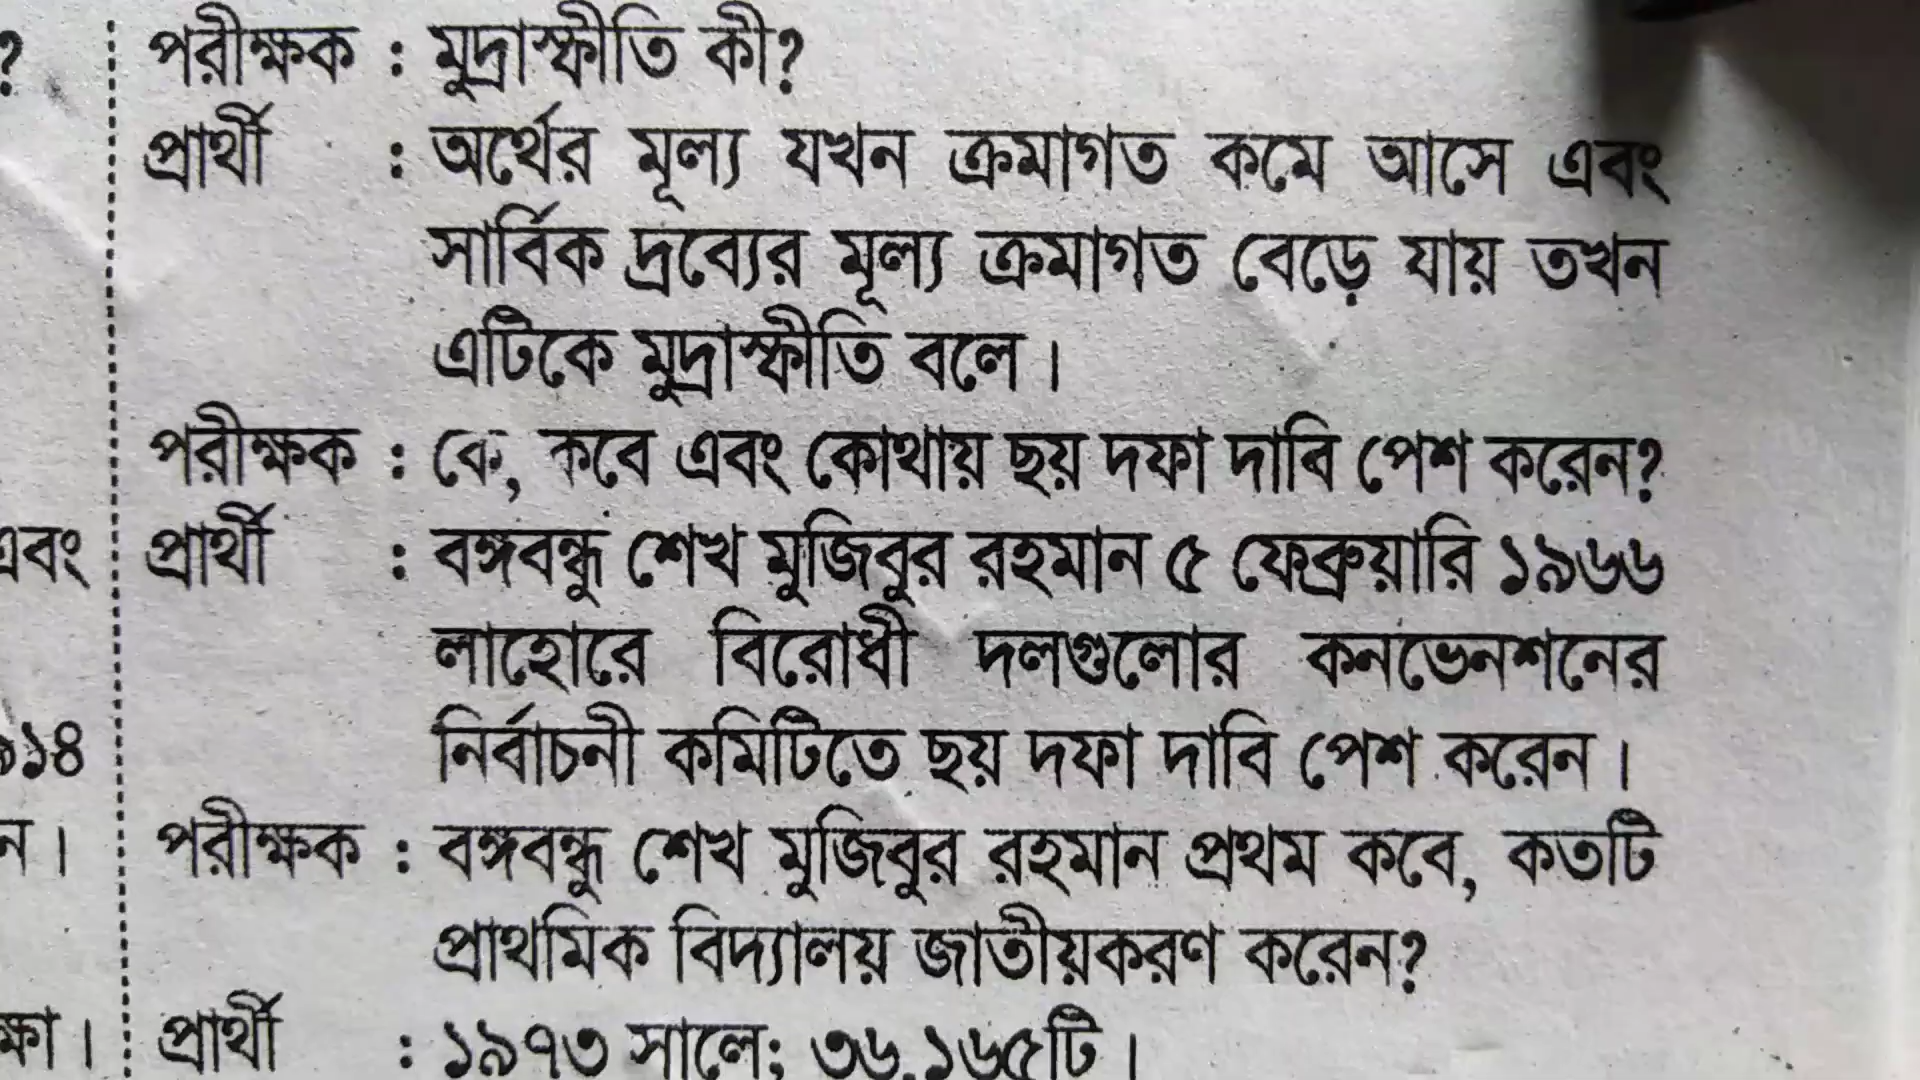 ?
পরীক্ষক : মুদ্রাস্ফীতি কী?
প্রার্থী : অর্থের মূল্য যখন ক্রমাগত কমে আসে এবং
সার্বিক দ্রব্যের মূল্য ক্রমাগত বেড়ে যায় তখন
এটিকে মুদ্রাস্ফীতি বলে।
পরীক্ষক : কে, কবে এবং কোথায় ছয় দফা দাবি পেশ করেন?
এবং
প্রার্থী : বঙ্গবন্ধু শেখ মুজিবুর রহমান ৫ ফেব্রুয়ারি ১৯৬৬
লাহোরে বিরোধী দলগুলোর কনভেনশনের
১৪
নির্বাচনী কমিটিতে ছয় দফা দাবি পেশ করেন।
ন।
পরীক্ষক : বঙ্গবন্ধু শেখ মুজিবুর রহমান প্রথম কবে, কতটি
প্রাথমিক বিদ্যালয় জাতীয়করণ করেন?
ক্ষা।
প্রার্থী : ১৯৭৩ সালে; ৩৬,১৬৫টি।